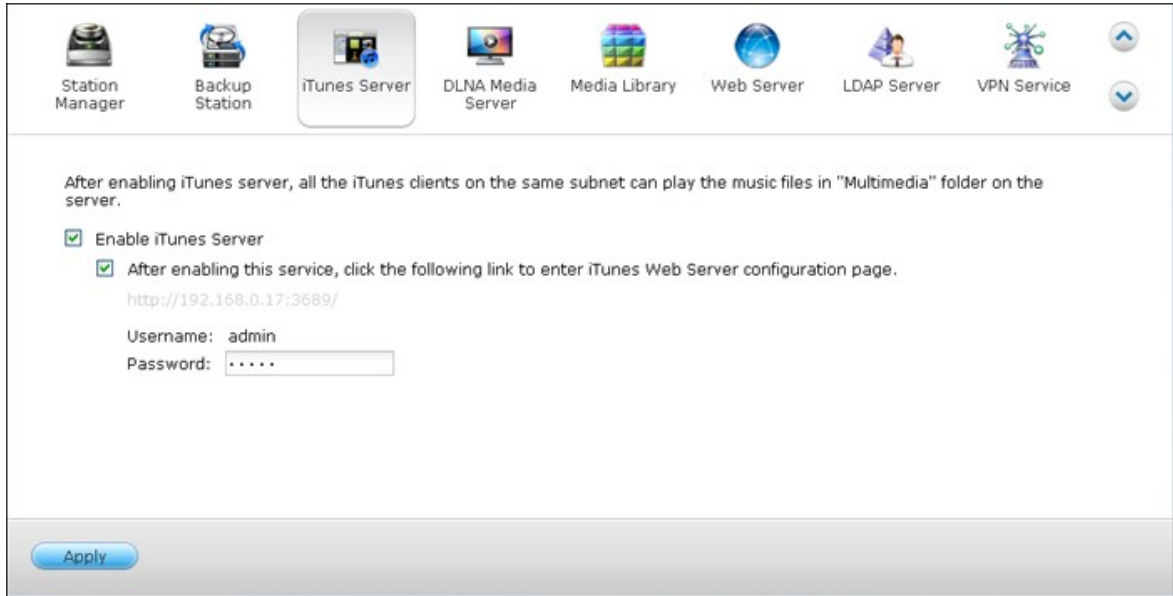 Station Manager
Backup Station
iTunes Server
DLNA Media Server
Media Library
Web Server
LDAP Server
VPN Service
After enabling iTunes server, all the iTunes clients on the same subnet can play the music files in "Multimedia" folder on the
server.
Enable iTunes Server
After enabling this service, click the following link to enter iTunes Web Server configuration page.
http://192.168.0.17:3689/
Username: admin
Password: •••••
Apply